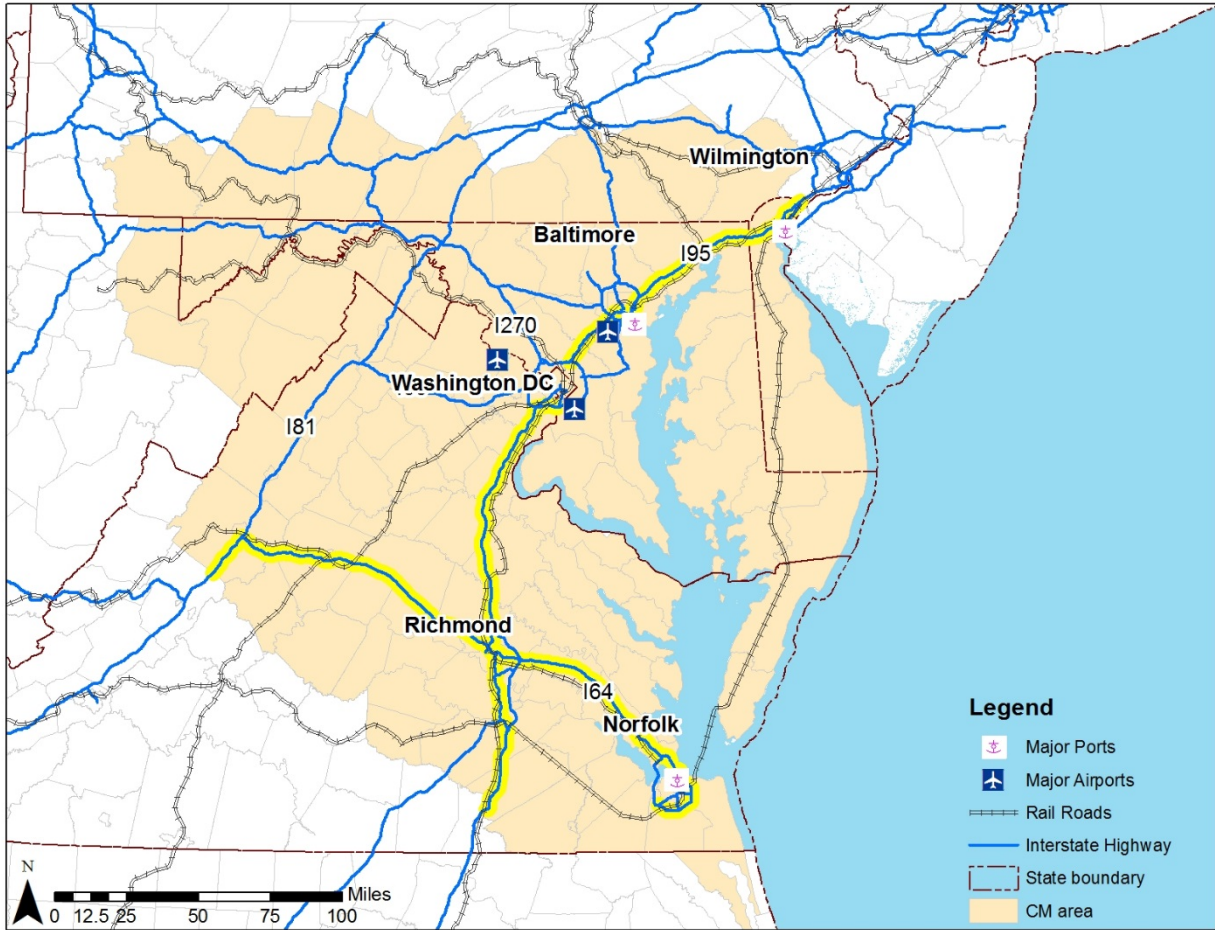 Wilmington
Baltimore
I95
I270
Washington DC
I81
Richmond
I64
Norfolk
Legend
Major Ports
Major Airports
Rail Roads
Interstate Highway
State boundary
CM area
N
Miles
0 12.5 25 50 75 100